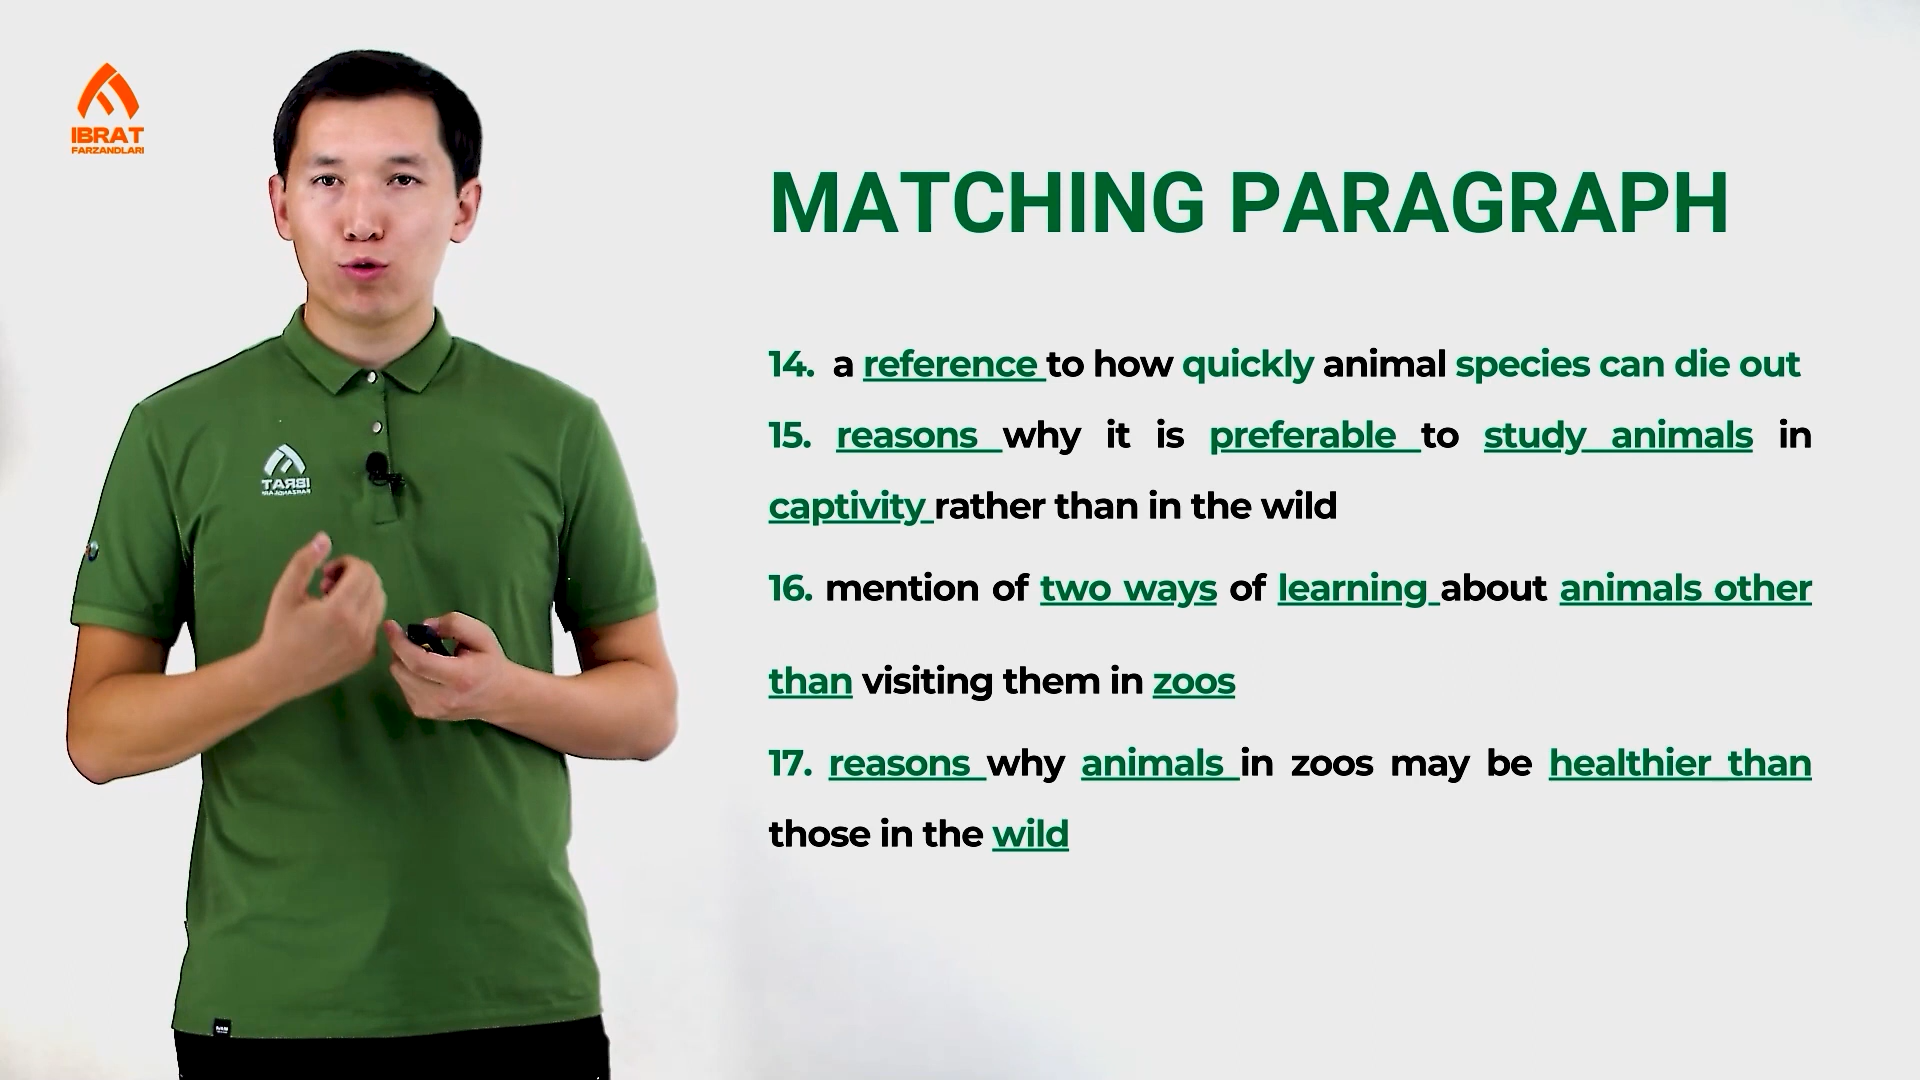 IBRAT
FARZANDLARI
MATCHING PARAGRAPH
14. a reference to how quickly animal species can die out
15. reasons why it is preferable to study animals in
captivity rather than in the wild
16. mention of two ways of learning about animals other
than visiting them in zoos
17. reasons why animals in zoos may be healthier than
those in the wild
IBRAT
FARZANDLARI